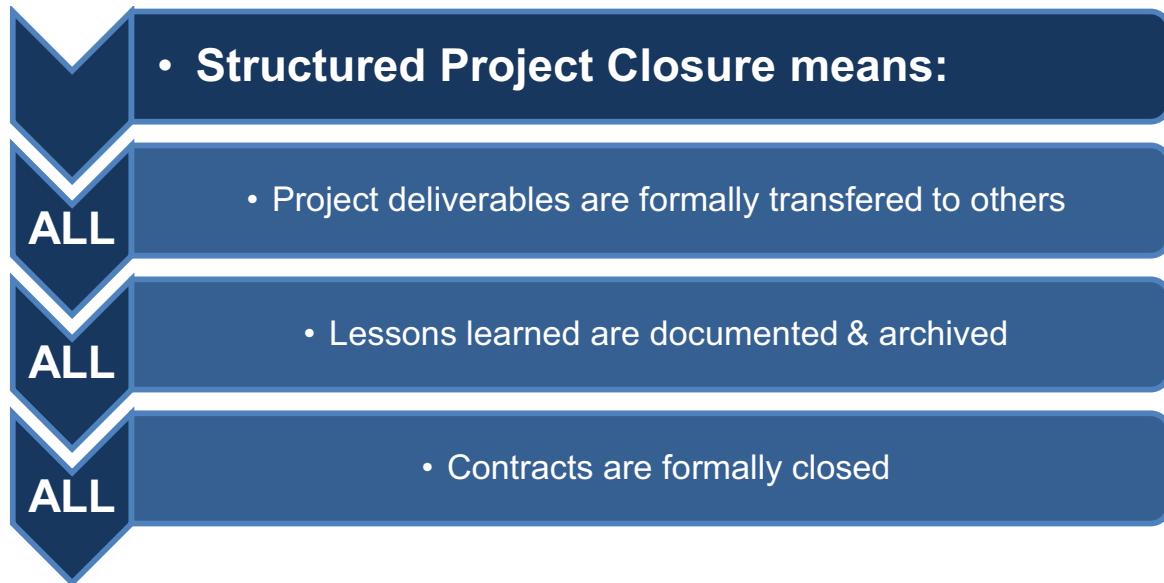 • Structured Project Closure means:
ALL
• Project deliverables are formally transfered to others
ALL
• Lessons learned are documented & archived
ALL
• Contracts are formally closed